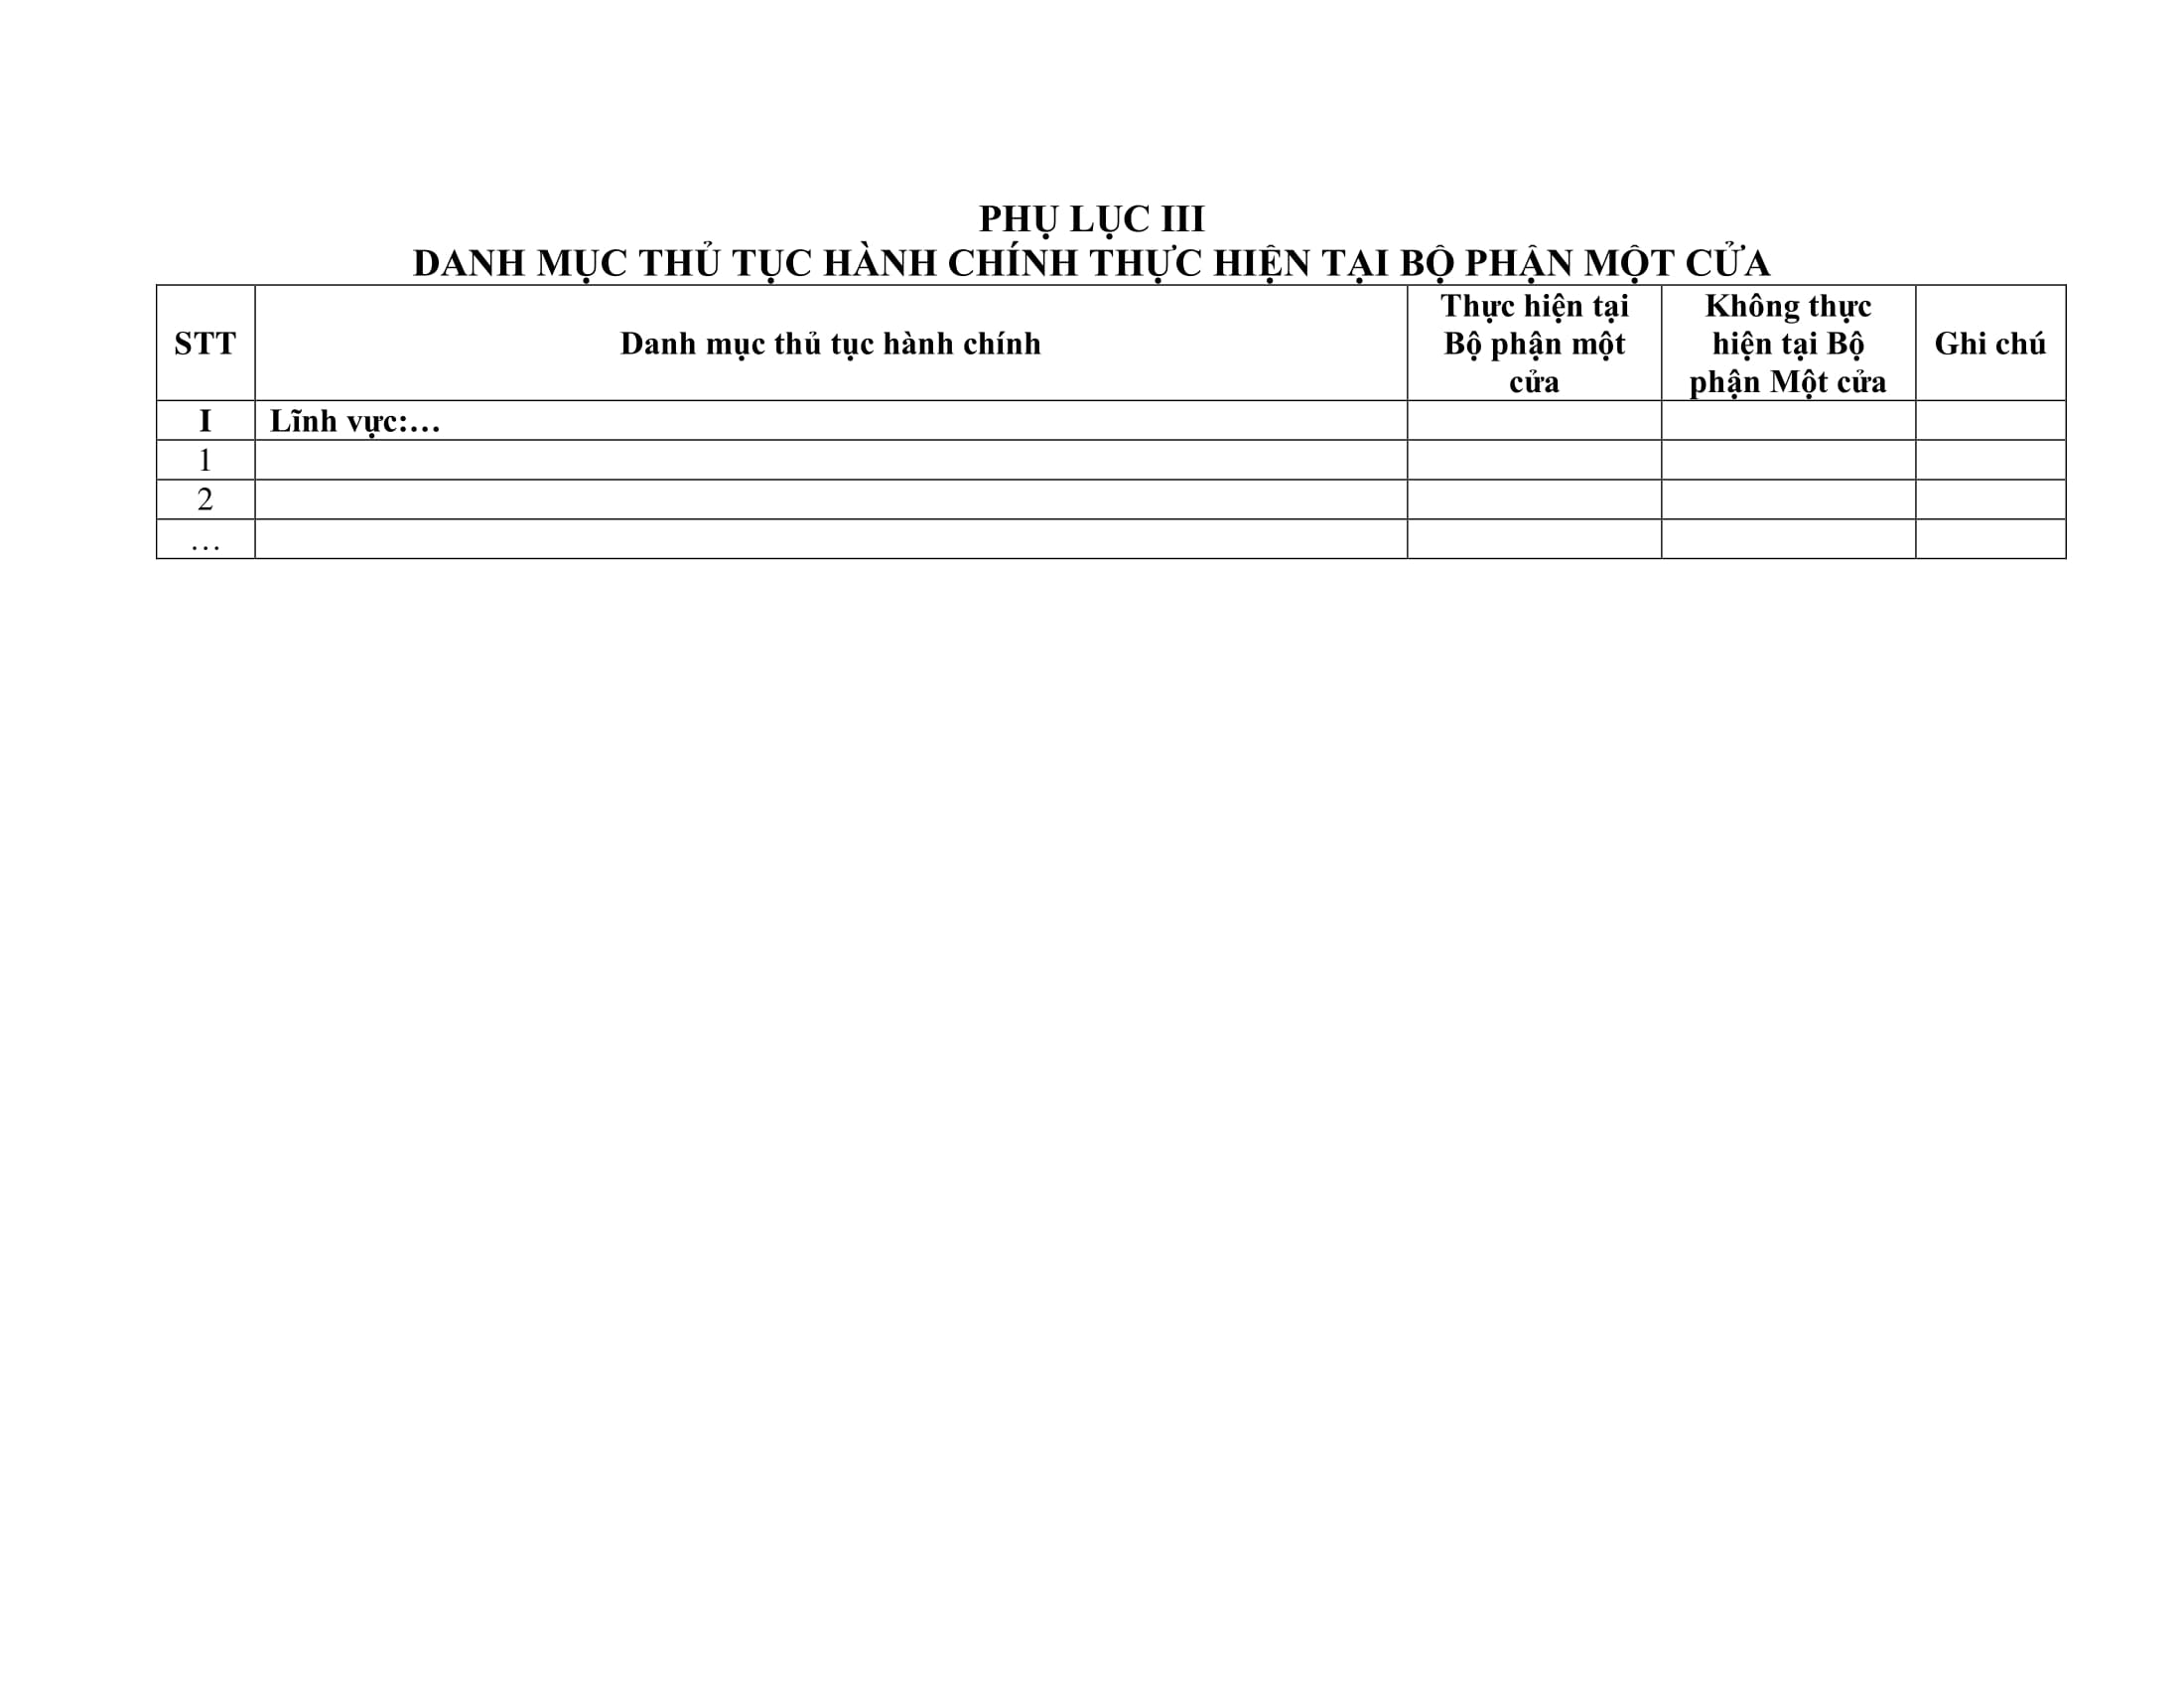 PHỤ LỤC III
DANH MỤC THỦ TỤC HÀNH CHÍNH THỰC HIỆN TẠI BỘ PHẬN MỘT CỬA
STT
Danh mục thủ tục hành chính
Thực hiện tại
Bộ phận một
cửa
Không thực
hiện tại Bộ
phận Một cửa
Ghi chú
I
Lĩnh vực:…
1
2
…